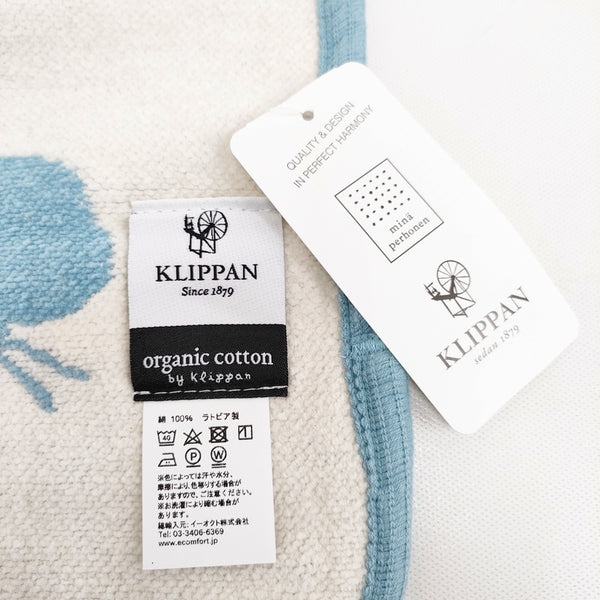 QUALITY & DESIGN
IN PERFECT HARMONY
minä
perhonen
KLIPPAN
sedan 1879
KLIPPAN
Since 1879
organic cotton
by Klippan
綿 100% ラトビア製
40
P W
※色によっては汗や水分、
摩擦により、色移りする場合が
ありますので、ご注意ください。
※お洗濯により縮む場合が
あります。
輸入元: イーオクト株式会社
Tel: 03-3406-6369
www.ecomfort.jp